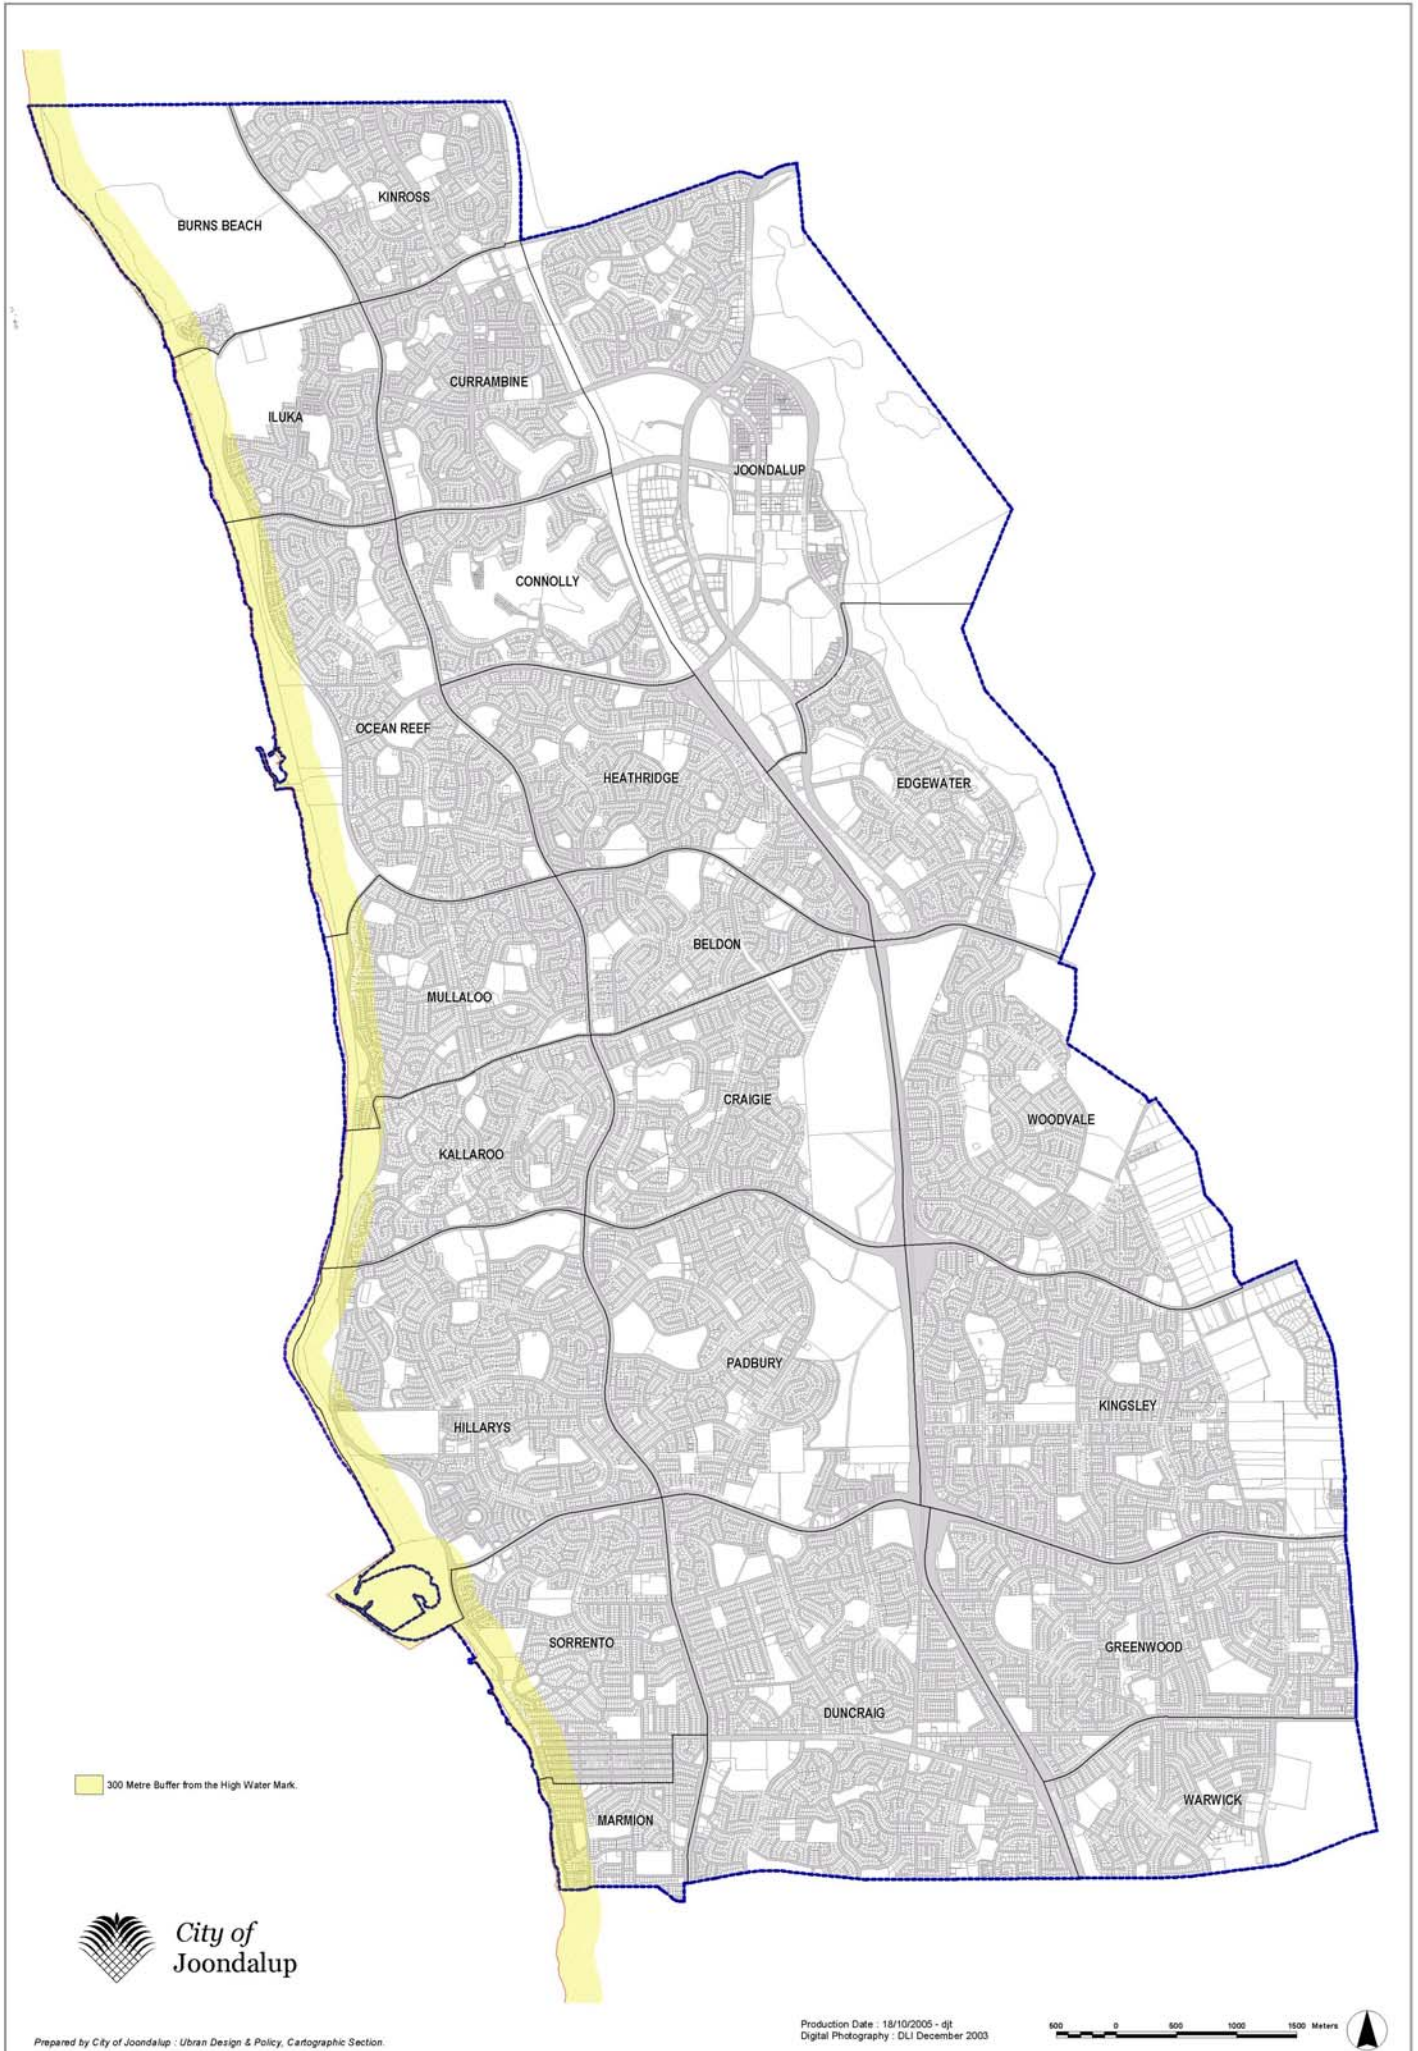 KINROSS
BURNS BEACH
CURRAMBINE
ILUKA
JOONDALUP
CONNOLLY
OCEAN REEF
HEATHRIDGE
EDGEWATER
BELDON
MULLALOO
CRAIGIE
WOODVALE
KALLAROO
PADBURY
KINGSLEY
HILLARYS
SORRENTO
GREENWOOD
DUNCRAIG
300 Metre Buffer from the High Water Mark.
WARWICK
MARMION
City of
Joondalup
Production Date : 18/10/2005 - djt
Digital Photography : DLI December 2003
500 0 500 1000 1500 Meters
Prepared by City of Joondalup : Ubran Design & Policy, Cartographic Section.